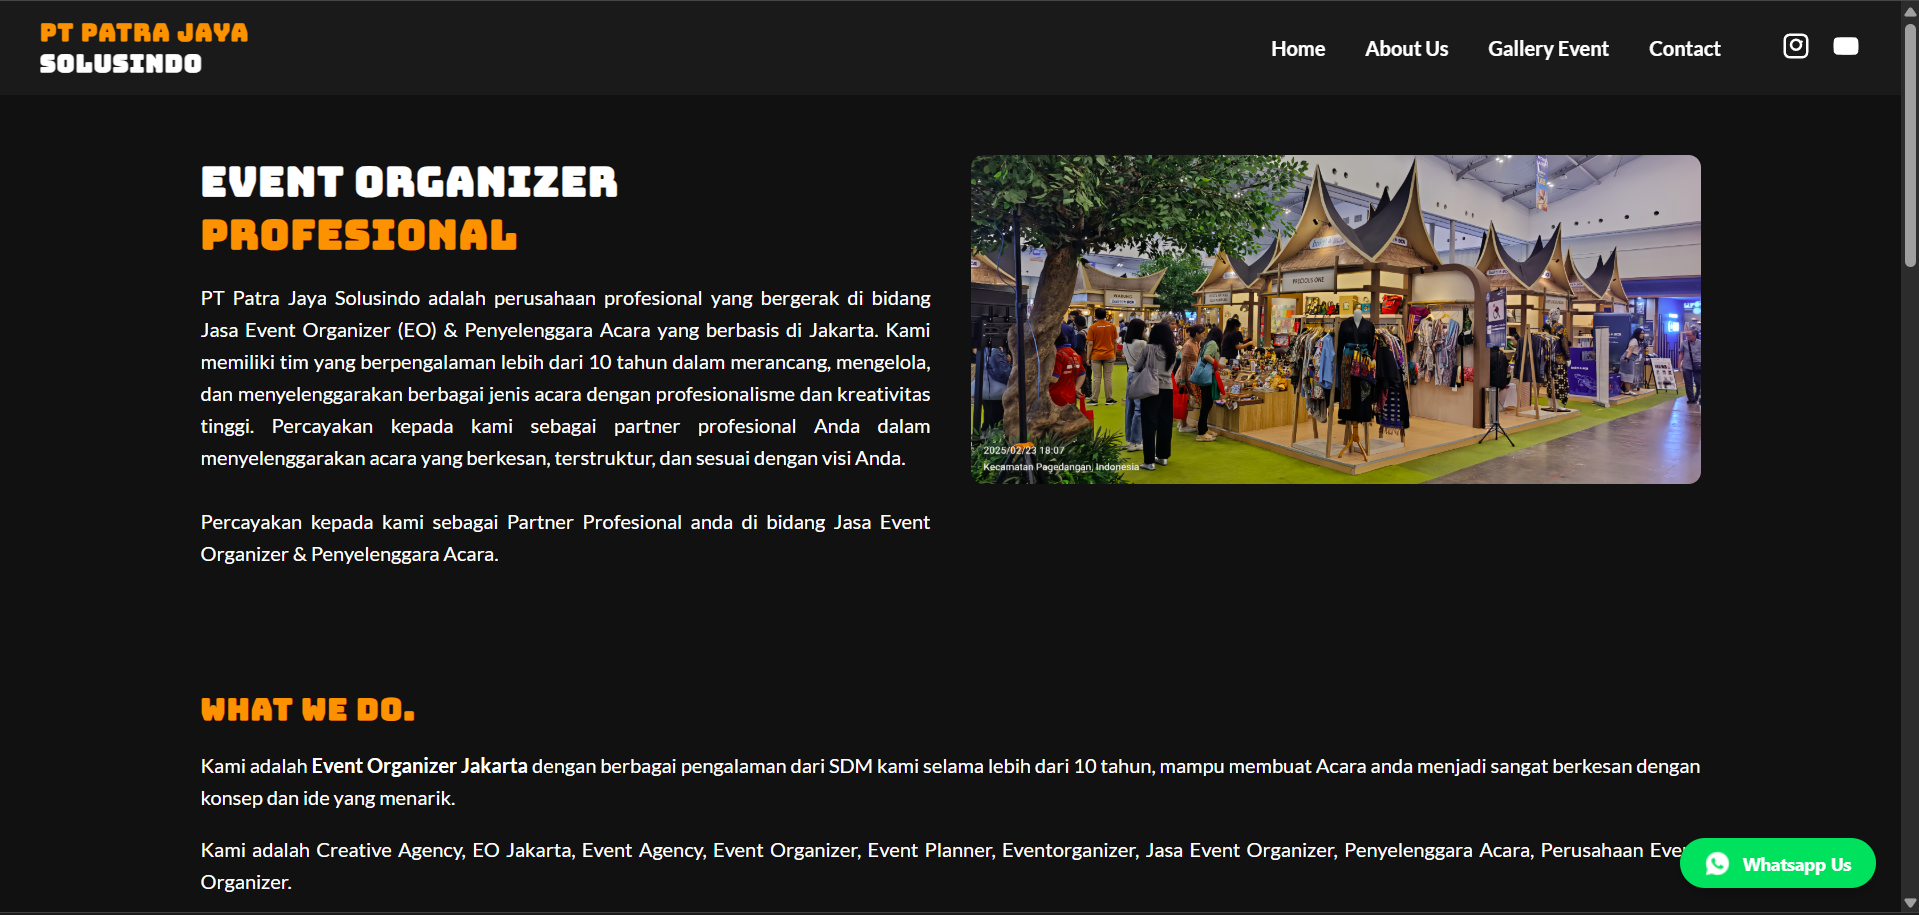 PT PATRA JAYA
SOLUSINDO
Home
About Us
Gallery Event
Contact
EVENT ORGANIZER
PROFESIONAL
PT Patra Jaya Solusindo adalah perusahaan profesional yang bergerak di bidang
Jasa Event Organizer (EO) & Penyelenggara Acara yang berbasis di Jakarta. Kami
memiliki tim yang berpengalaman lebih dari 10 tahun dalam merancang, mengelola,
dan menyelenggarakan berbagai jenis acara dengan profesionalisme dan kreativitas
tinggi. Percayakan kepada kami sebagai partner profesional Anda dalam
menyelenggarakan acara yang berkesan, terstruktur, dan sesuai dengan visi Anda.
Percayakan kepada kami sebagai Partner Profesional anda di bidang Jasa Event
Organizer & Penyelenggara Acara.
PRECIOUS ONE
2025/02/23 18:07
Kecamatan Pagedangan, Indonesia
WHAT WE DO.
Kami adalah Event Organizer Jakarta dengan berbagai pengalaman dari SDM kami selama lebih dari 10 tahun, mampu membuat Acara anda menjadi sangat berkesan dengan
konsep dan ide yang menarik.
Kami adalah Creative Agency, EO Jakarta, Event Agency, Event Organizer, Event Planner, Eventorganizer, Jasa Event Organizer, Penyelenggara Acara, Perusahaan Even
Organizer.
Whatsapp Us